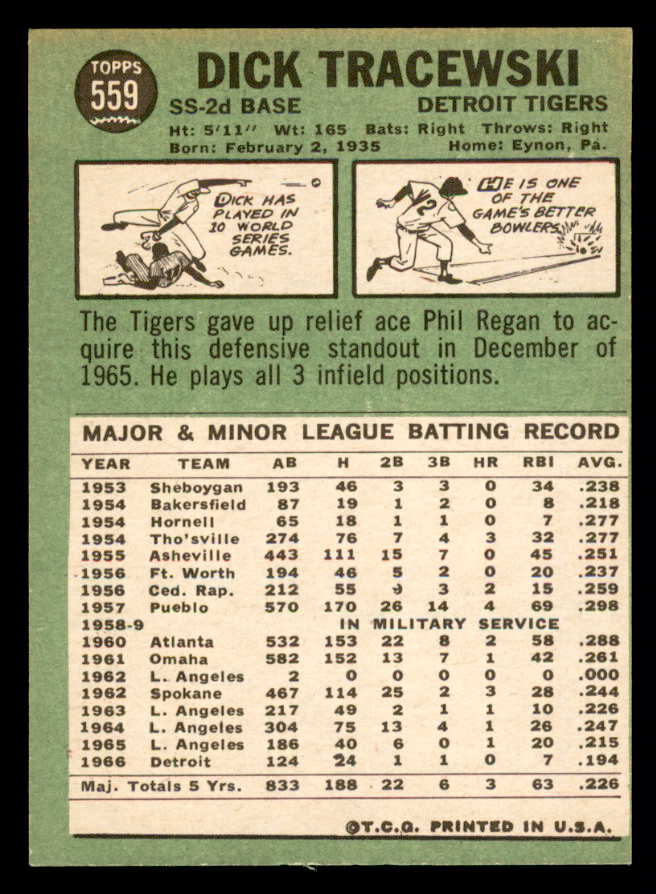 TOPPS
559
DICK TRACEWSKI
SS-2d BASE DETROIT TIGERS
Ht: 5'11" Wt: 165 Bats: Right Throws: Right
Born: February 2, 1935 Home: Eynon, Pa.
DICK HAS
PLAYED IN
10 WORLD
SERIES
GAMES.
HE IS ONE
OF THE
GAME'S BETTER
BOWLERS
2
The Tigers gave up relief ace Phil Regan to ac-
quire this defensive standout in December of
1965. He plays all 3 infield positions.
MAJOR & MINOR LEAGUE BATTING RECORD
YEAR TEAM AB H 2B 3B HR RBI AVG.
1953 Sheboygan 193 46 3 3 0 34 .238
1954 Bakersfield 87 19 1 2 0 8 .218
1954 Hornell 65 18 1 1 0 7 .277
1954 Tho'sville 274 76 7 4 3 32 .277
1955 Asheville 443 111 15 7 0 45 .251
1956 Ft. Worth 194 46 5 2 0 20 .237
1956 Ced. Rap. 212 55 9 3 2 15 .259
1957 Pueblo 570 170 26 14 4 69 .298
1958-9 IN MILITARY SERVICE
1960 Atlanta 532 153 22 8 2 58 .288
1961 Omaha 582 152 13 7 1 42 .261
1962 L. Angeles 2 0 0 0 0 0 .000
1962 Spokane 467 114 25 2 3 28 .244
1963 L. Angeles 217 49 2 1 1 10 .226
1964 L. Angeles 304 75 13 4 1 26 .247
1965 L. Angeles 186 40 6 0 1 20 .215
1966 Detroit 124 24 1 1 0 7 .194
Maj. Totals 5 Yrs. 833 188 22 6 3 63 .226
©T.C.G. PRINTED IN U.S.A.